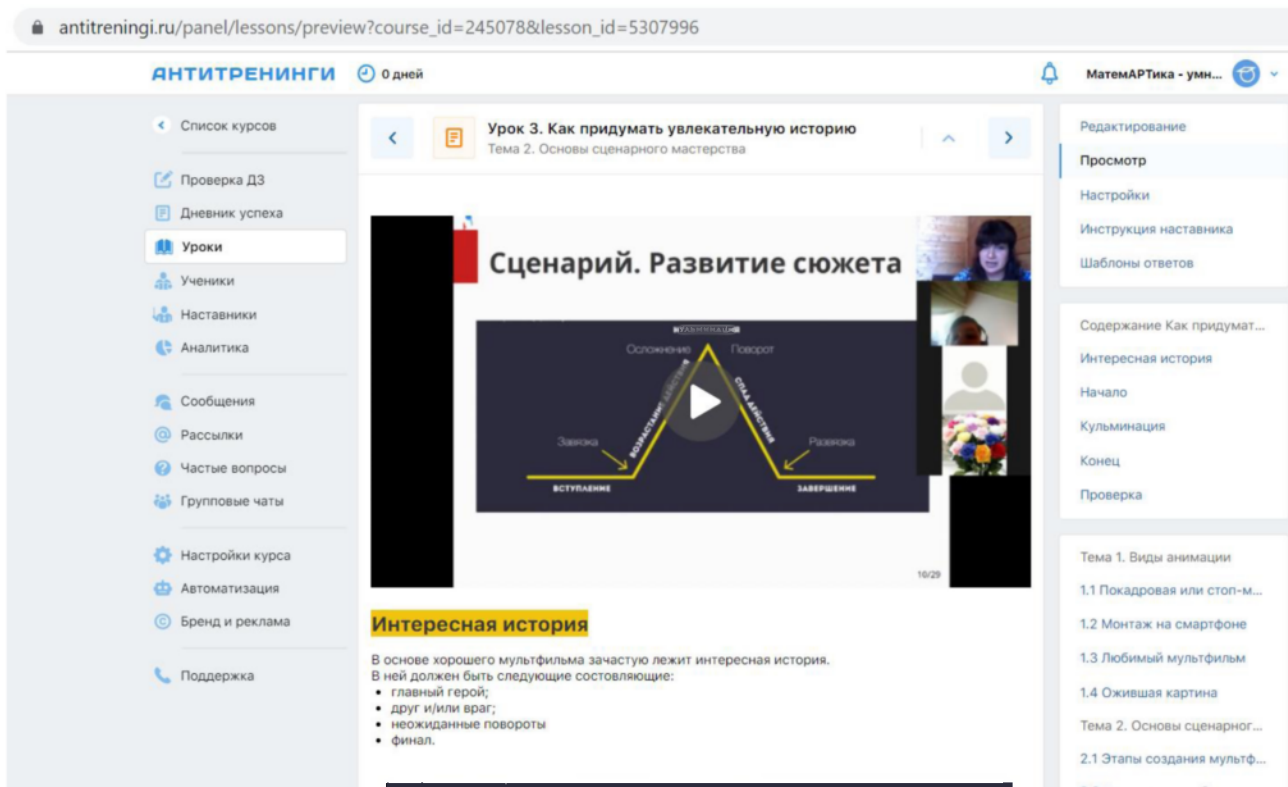 antitreningi.ru/panel/lessons/preview?course_id=245078&lesson_id=5307996
АНТИТРЕНИНГИ
0 дней
МатемАРТика - умн...
Список курсов
Проверка ДЗ
Дневник успеха
Уроки
Ученики
Наставники
Аналитика
Сообщения
Рассылки
Частые вопросы
Групповые чаты
Настройки курса
Автоматизация
Бренд и реклама
Поддержка
Урок 3. Как придумать увлекательную историю
Тема 2. Основы сценарного мастерства
Сценарий. Развитие сюжета
КУЛЬМИНАЦИЯ
Осложнение
Поворот
ВОЗРАСТАНИЕ ДЕЙСТВИЯ
СПАД ДЕЙСТВИЯ
Завязка
Развязка
ВСТУПЛЕНИЕ
ЗАВЕРШЕНИЕ
10/29
Интересная история
В основе хорошего мультфильма зачастую лежит интересная история.
В ней должен быть следующие состовляющие:
• главный герой;
• друг и/или враг;
• неожиданные повороты
• финал.
Редактирование
Просмотр
Настройки
Инструкция наставника
Шаблоны ответов
Содержание Как придумат...
Интересная история
Начало
Кульминация
Конец
Проверка
Тема 1. Виды анимации
1.1 Покадровая или стоп-м...
1.2 Монтаж на смартфоне
1.3 Любимый мультфильм
1.4 Ожившая картина
Тема 2. Основы сценарног...
2.1 Этапы создания мультф...